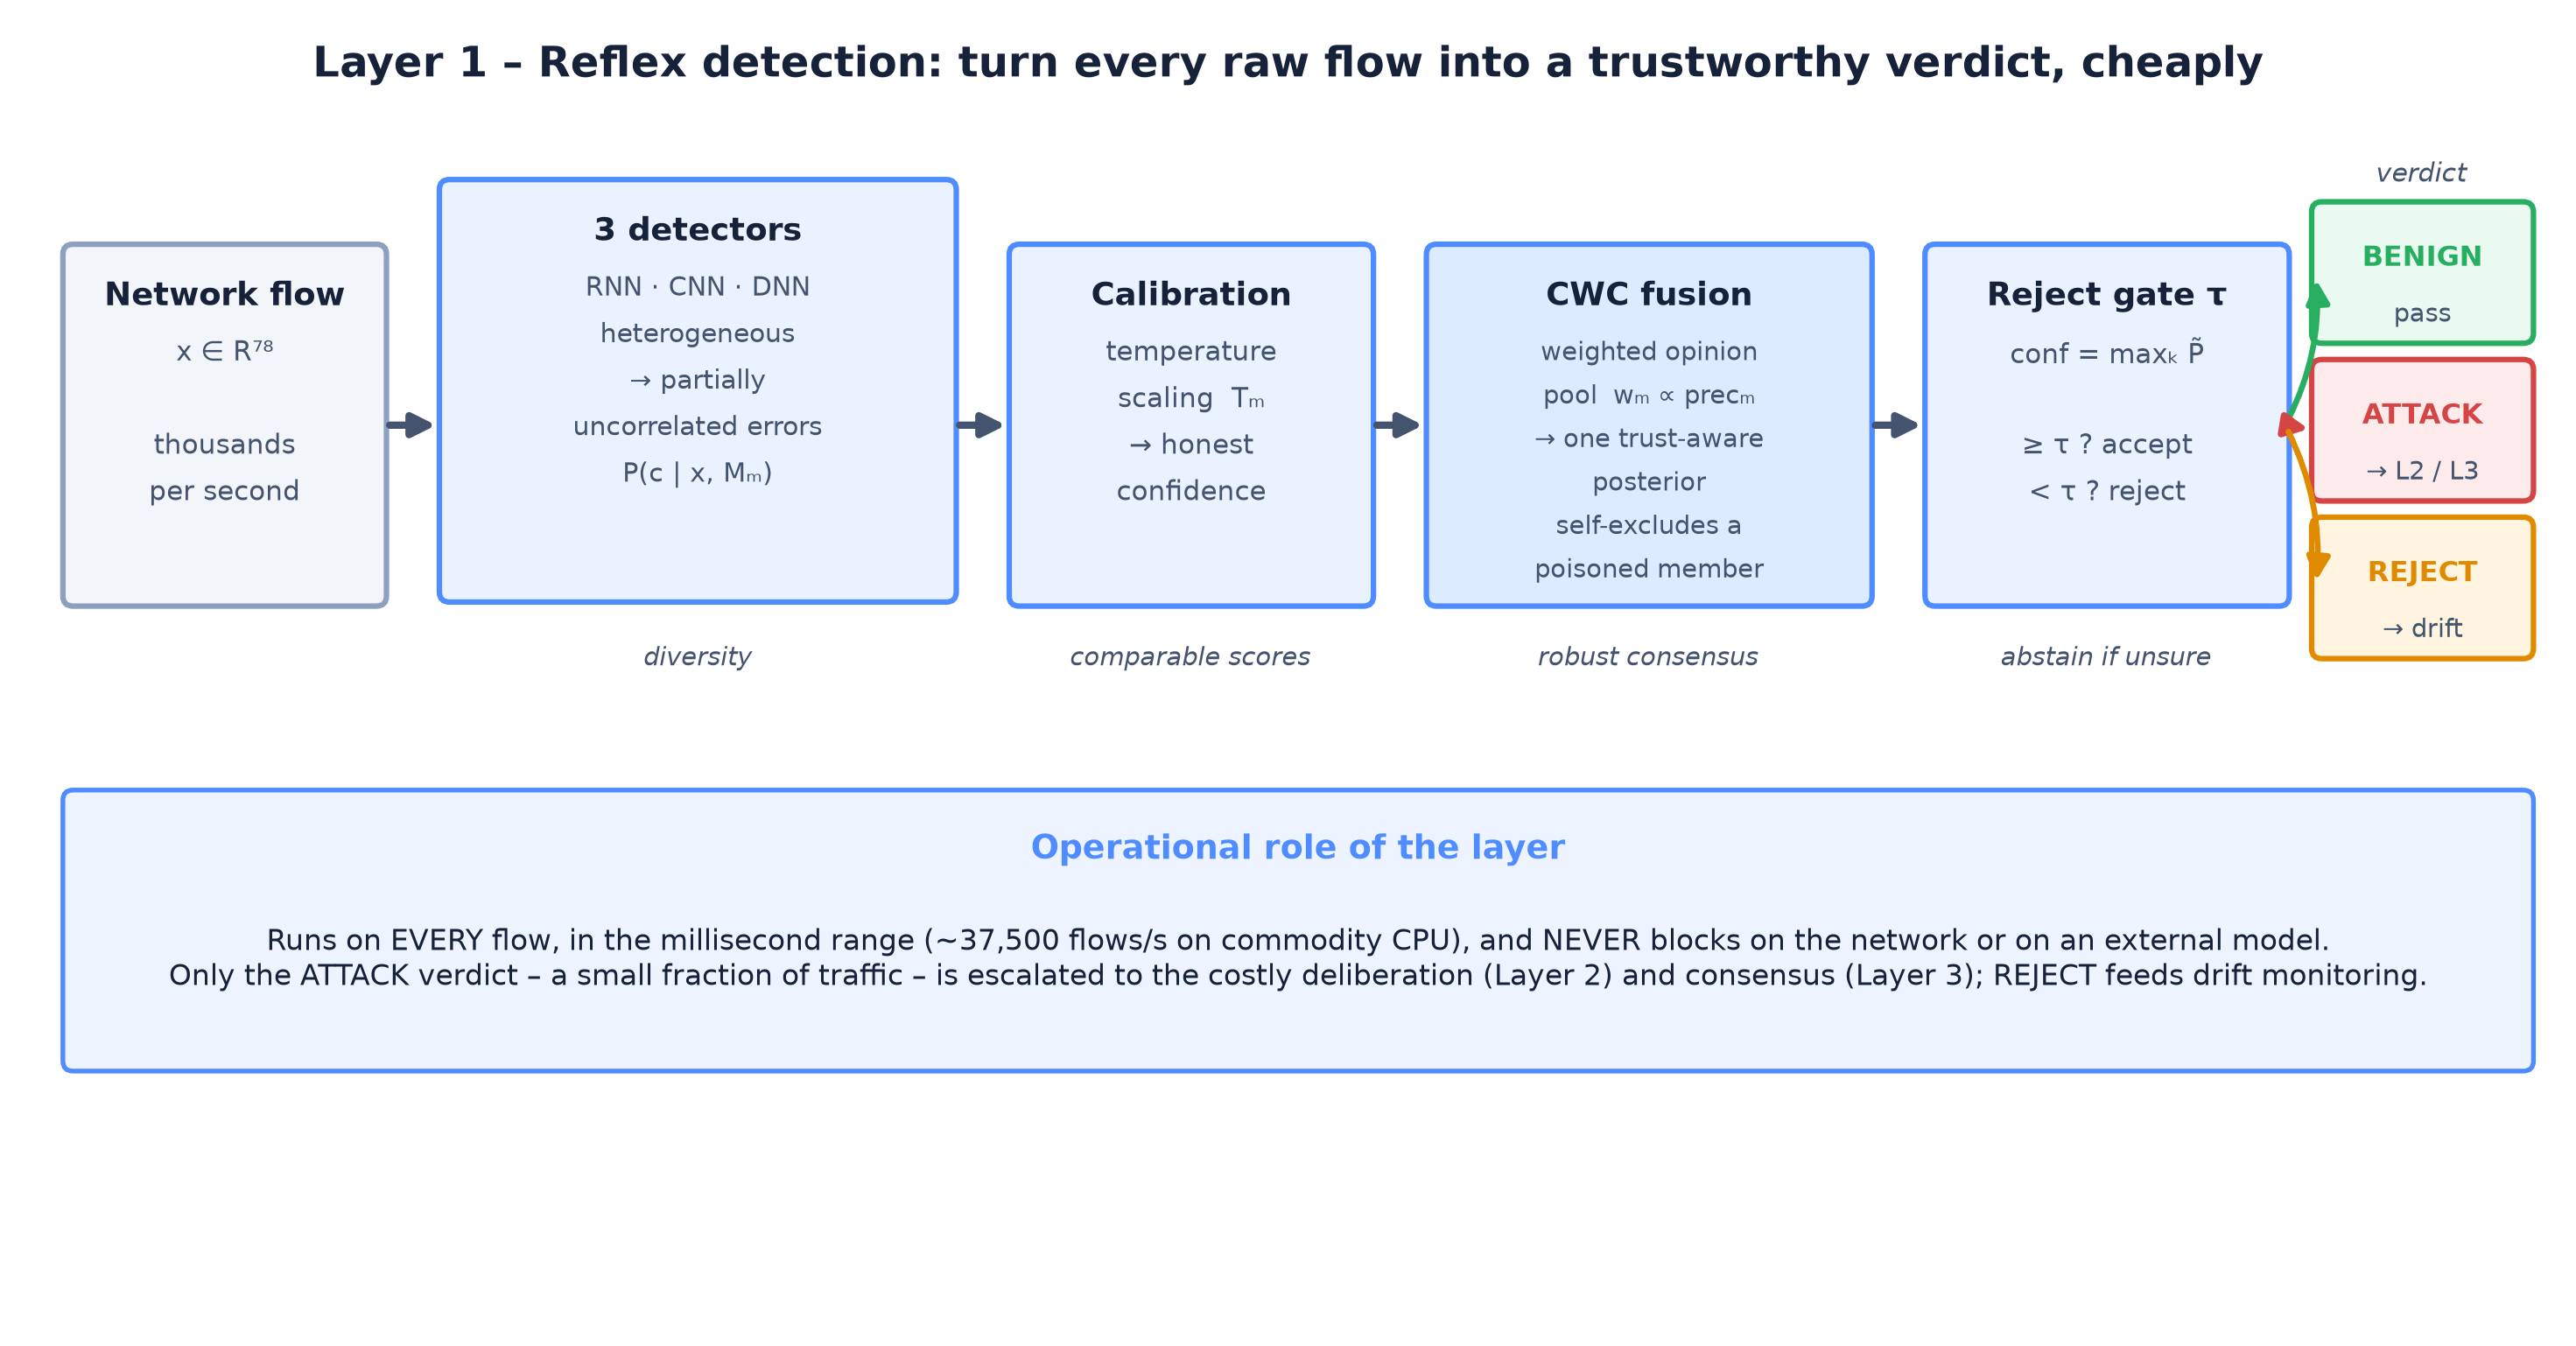 Layer 1 – Reflex detection: turn every raw flow into a trustworthy verdict, cheaply
Network flow
x ∈ R⁷⁸
thousands
per second
3 detectors
RNN · CNN · DNN
heterogeneous
→ partially
uncorrelated errors
P(c | x, Mₘ)
diversity
Calibration
temperature
scaling Tₘ
→ honest
confidence
comparable scores
CWC fusion
weighted opinion
pool wₘ ∝ precₘ
→ one trust-aware
posterior
self-excludes a
poisoned member
robust consensus
Reject gate τ
conf = maxₖ P̃
≥ τ ? accept
< τ ? reject
abstain if unsure
verdict
BENIGN
pass
ATTACK
→ L2 / L3
REJECT
→ drift
Operational role of the layer
Runs on EVERY flow, in the millisecond range (~37,500 flows/s on commodity CPU), and NEVER blocks on the network or on an external model.
Only the ATTACK verdict – a small fraction of traffic – is escalated to the costly deliberation (Layer 2) and consensus (Layer 3); REJECT feeds drift monitoring.